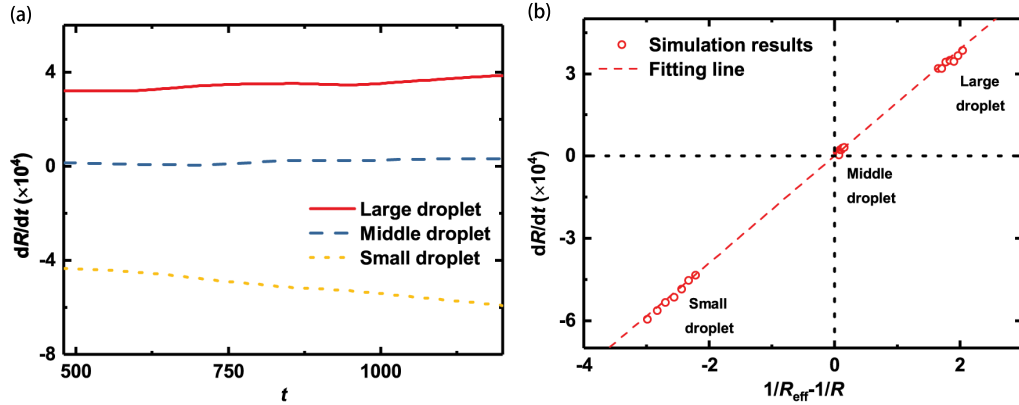 (a)
dR/dt (×10⁴)
4
0
-4
-8
Large droplet
Middle droplet
Small droplet
500
750
1000
t
(b)
dR/dt (×10⁴)
3
0
-3
-6
Simulation results
Fitting line
Large
droplet
Middle
droplet
Small
droplet
-4
-2
0
2
1/Reff-1/R